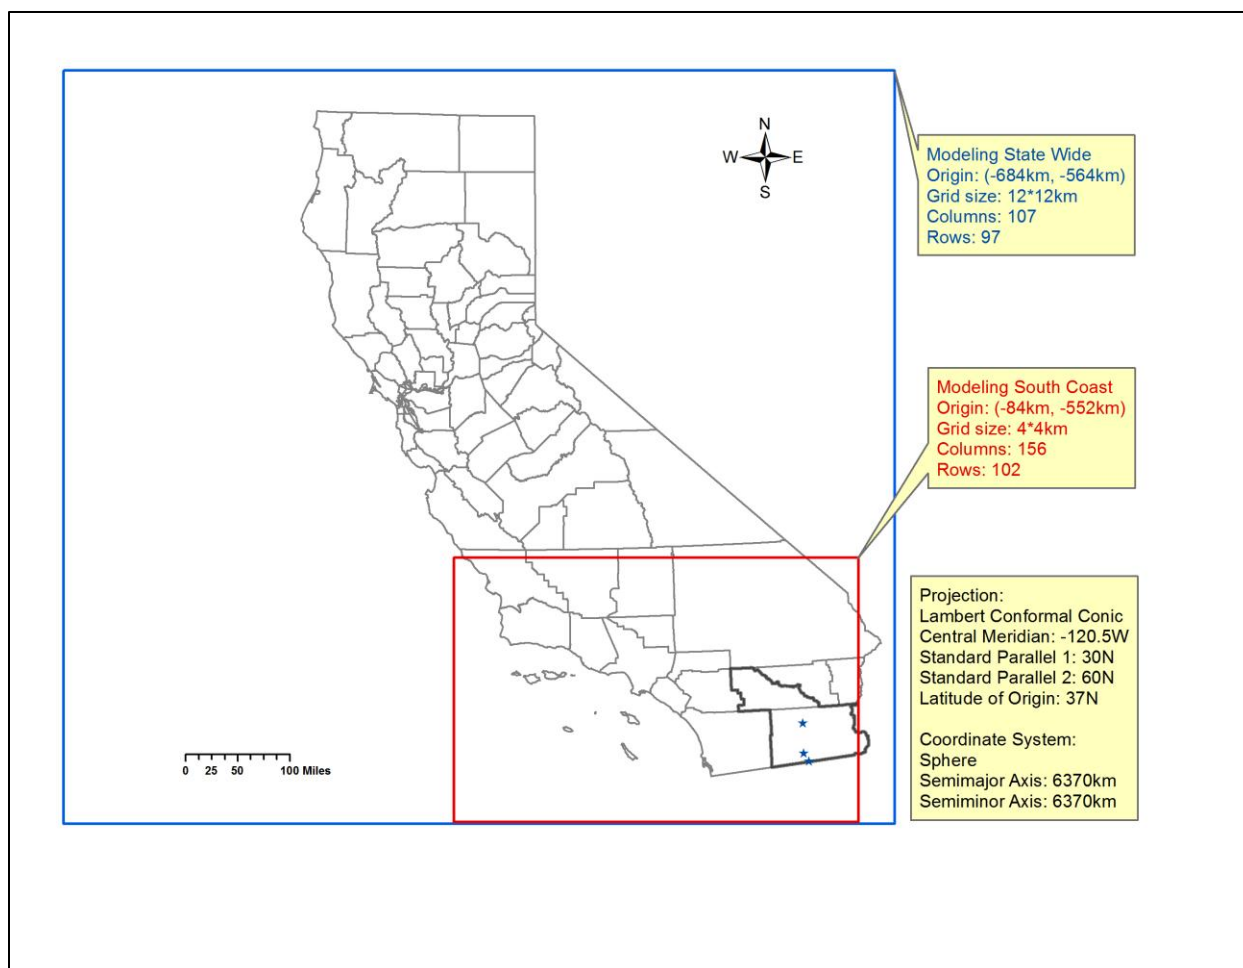 N
W E
S
Modeling State Wide
Origin: (-684km, -564km)
Grid size: 12*12km
Columns: 107
Rows: 97
Modeling South Coast
Origin: (-84km, -552km)
Grid size: 4*4km
Columns: 156
Rows: 102
Projection:
Lambert Conformal Conic
Central Meridian: -120.5W
Standard Parallel 1: 30N
Standard Parallel 2: 60N
Latitude of Origin: 37N
Coordinate System:
Sphere
Semimajor Axis: 6370km
Semiminor Axis: 6370km
0 25 50 100 Miles